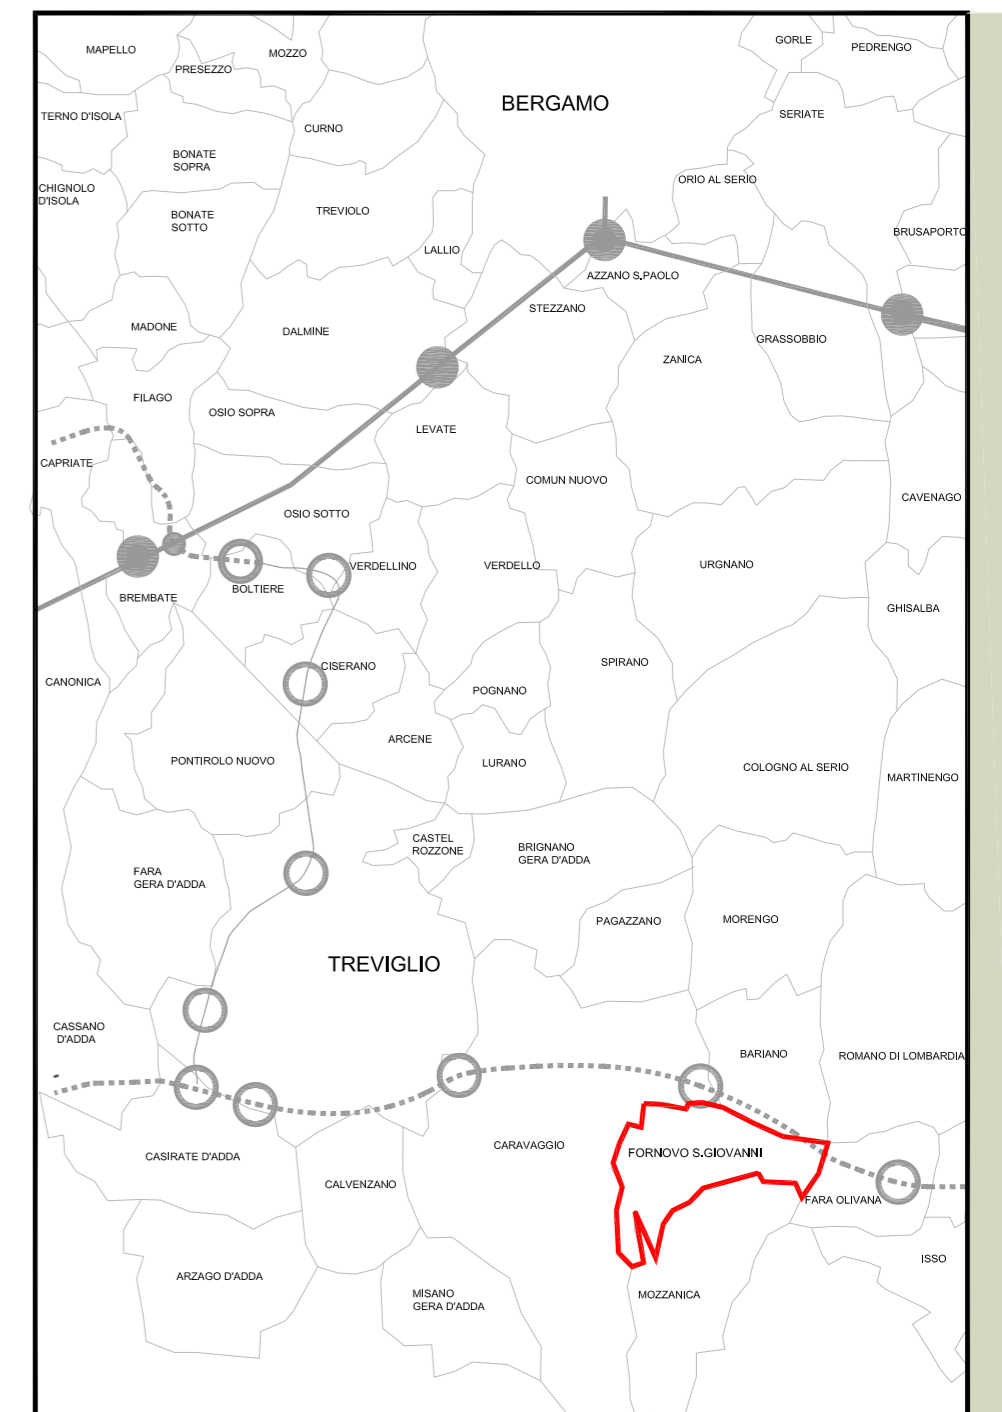 GORLE
MAPELLO
MOZZO
PEDRENGO
PRESEZZO
BERGAMO
TERNO D'ISOLA
SERIATE
CURNO
BONATE
SOPRA
ORIO AL SERIO
CHIGNOLO
D'ISOLA
TREVIOLO
BONATE
SOTTO
BRUSAPORTO
LALLIO
AZZANO S.PAOLO
STEZZANO
MADONE
DALMINE
GRASSOBBIO
ZANICA
FILAGO
OSIO SOPRA
LEVATE
CAPRIATE
COMUN NUOVO
CAVENAGO
OSIO SOTTO
VERDELLINO
VERDELLO
URGNANO
BOLTIERE
BREMBATE
GHISALBA
SPIRANO
CISERANO
CANONICA
POGNANO
ARCENE
PONTIROLO NUOVO
LURANO
COLOGNO AL SERIO
MARTINENGO
CASTEL
ROZZONE
BRIGNANO
GERA D'ADDA
FARA
GERA D'ADDA
PAGAZZANO
MORENGO
TREVIGLIO
CASSANO
D'ADDA
BARIANO
ROMANO DI LOMBARDIA
CARAVAGGIO
FORNOVO S.GIOVANNI
CASIRATE D'ADDA
CALVENZANO
FARA OLIVANA
ISSO
ARZAGO D'ADDA
MISANO
GERA D'ADDA
MOZZANICA